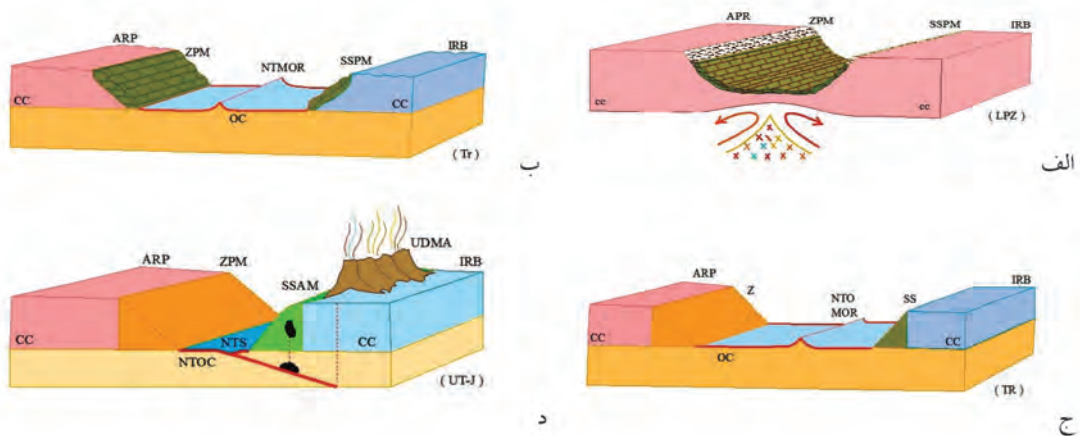 APR ZPM SSPM IRB
cc cc
( LPZ )
الف
ARP ZPM NTMOR SSPM IRB
CC OC CC
( Tr )
ب
ARP Z NTO MOR SS IRB
CC OC CC
( TR )
ج
ARP ZPM SSAM UDMA IRB
CC NTS CC
NTOC
( UT-J )
د